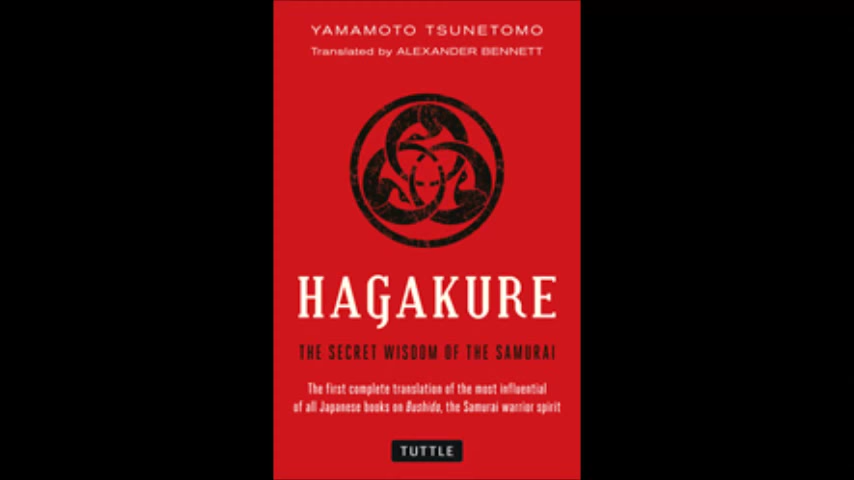 YAMAMOTO TSUNETOMO
Translated by ALEXANDER BENNETT
HAGAKURE
THE SECRET WISDOM OF THE SAMURAI
The first complete translation of the most influential
of all Japanese books on Bushido, the Samurai warrior spirit
TUTTLE